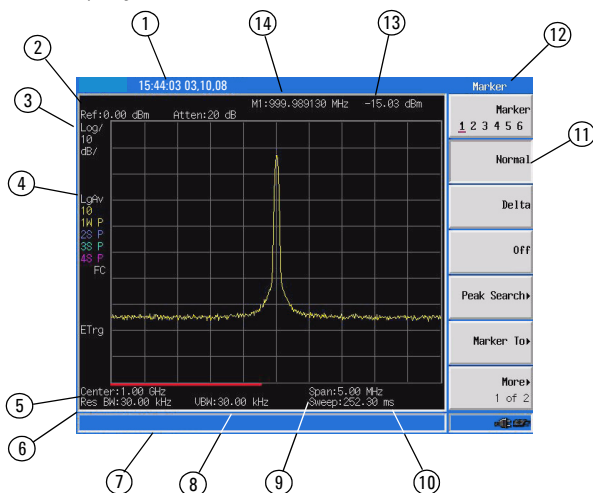 1
14
13
12
2
15:44:03 03,10,08
Marker
M1:999.989130 MHz -15.03 dBm
Ref:0.00 dBm Atten:20 dB
Marker
1 2 3 4 5 6
3
Log/
10
dB/
11
Normal
4
LgAv
10
1W P
2S P
3S P
4S P
FC
Delta
Off
Peak Search
ETrg
Marker To
More
1 of 2
5
Center:1.00 GHz Span:5.00 MHz
Res BW:30.00 kHz VBW:30.00 kHz Sweep:252.30 ms
6
7
8
9
10